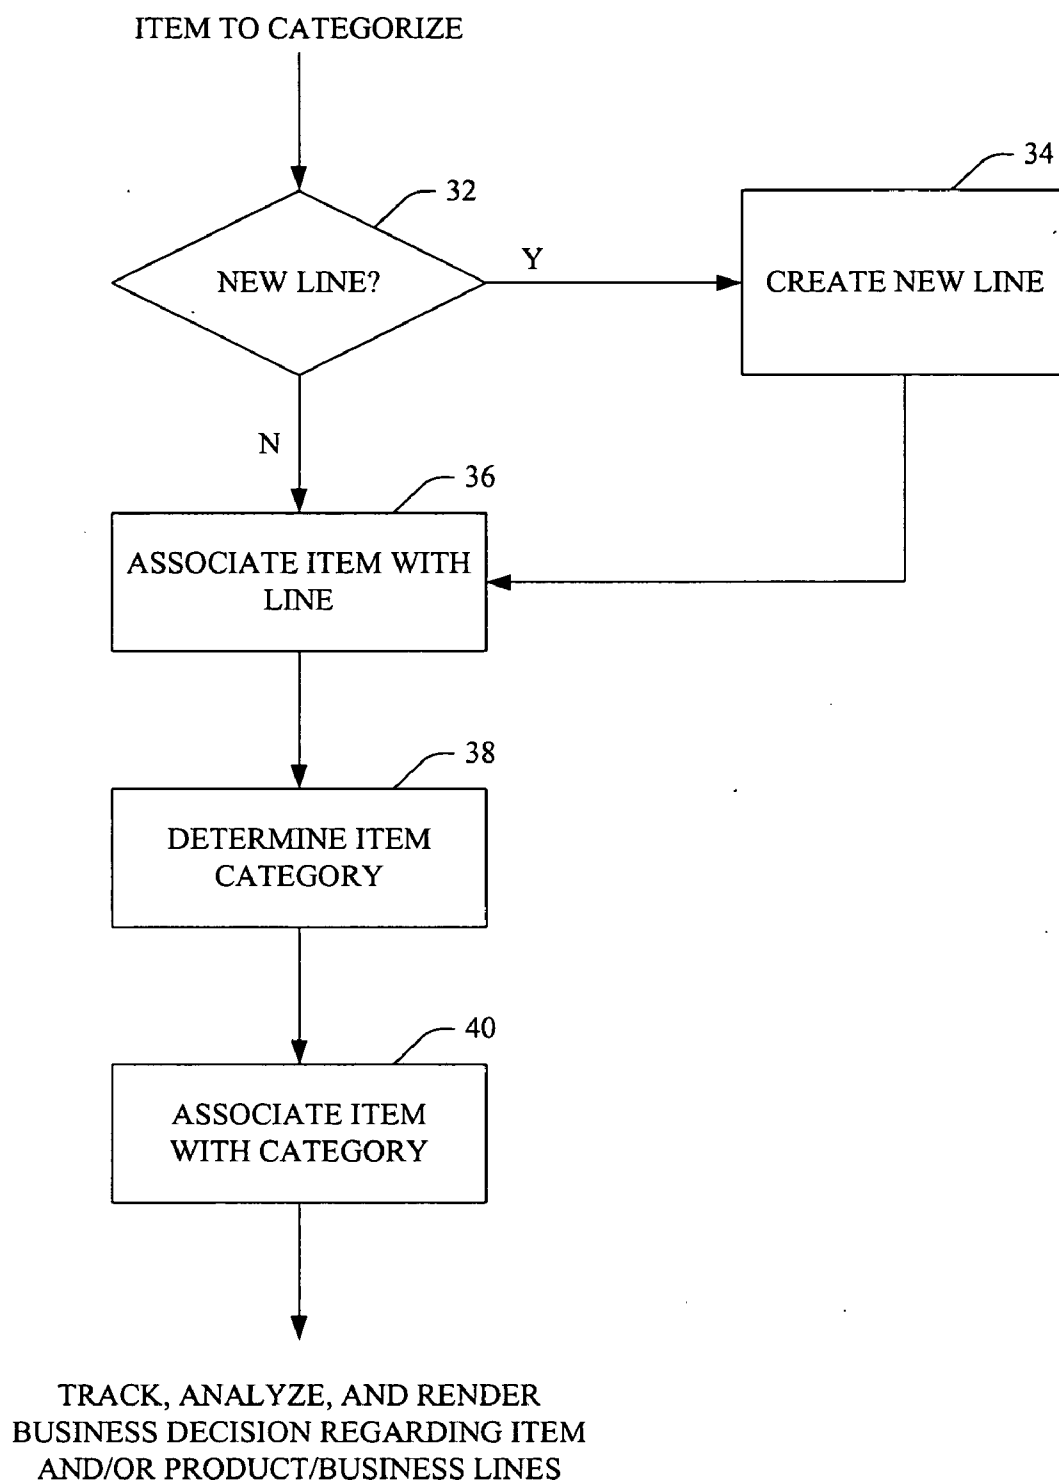 ITEM TO CATEGORIZE
32
34
NEW LINE?
Y
CREATE NEW LINE
N
36
ASSOCIATE ITEM WITH
LINE
38
DETERMINE ITEM
CATEGORY
40
ASSOCIATE ITEM
WITH CATEGORY
TRACK, ANALYZE, AND RENDER
BUSINESS DECISION REGARDING ITEM
AND/OR PRODUCT/BUSINESS LINES